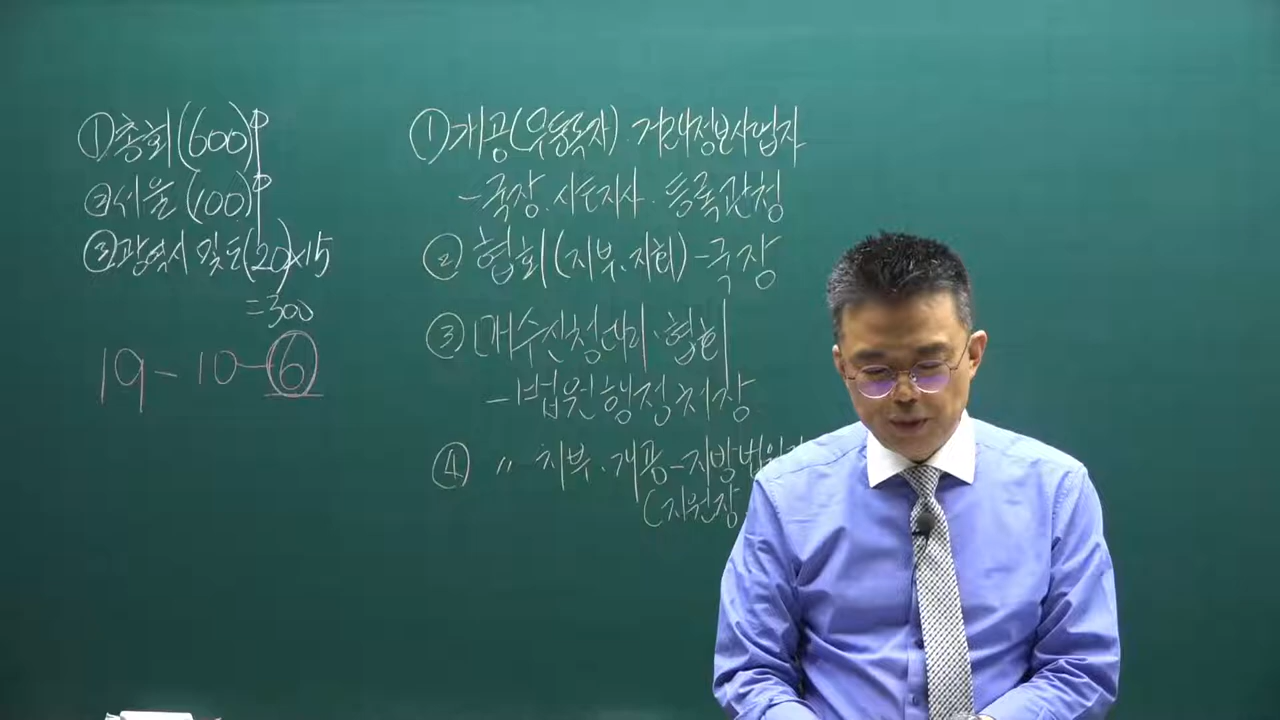 ①총회(600)
②서울(100)
③광역시 및 도(20)×15
=300
19-10-⑥
①개공(무등록자)·거래정보사업자
-국장·시도지사·등록관청
②협회(지부·지회)-국장
③매수신청대리·협회
-법원행정처장
④ 〃 지부·개공-지방법원
(지원장